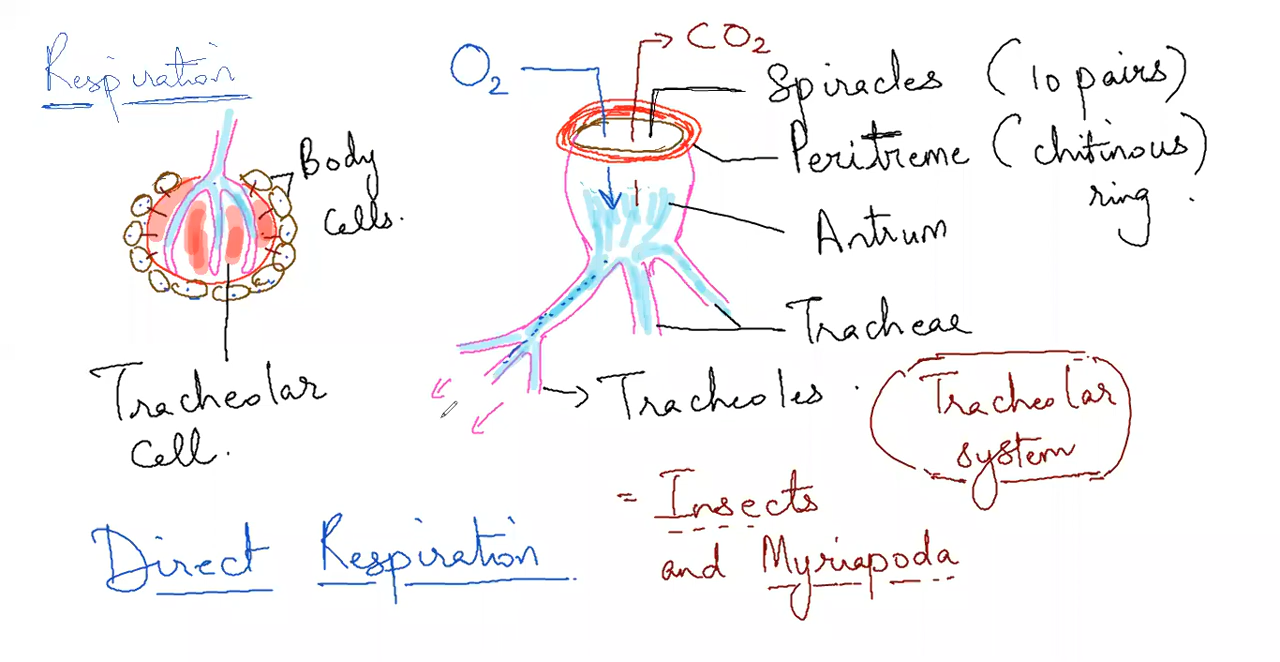 Respiration
O2
CO2
Spiracles (10 pairs)
Peritreme (chitinous) ring.
Body Cells.
Antrum
Tracheae
Tracheolar cell.
Tracheoles.
Tracheolar system
= Insects
and Myriapoda
Direct Respiration